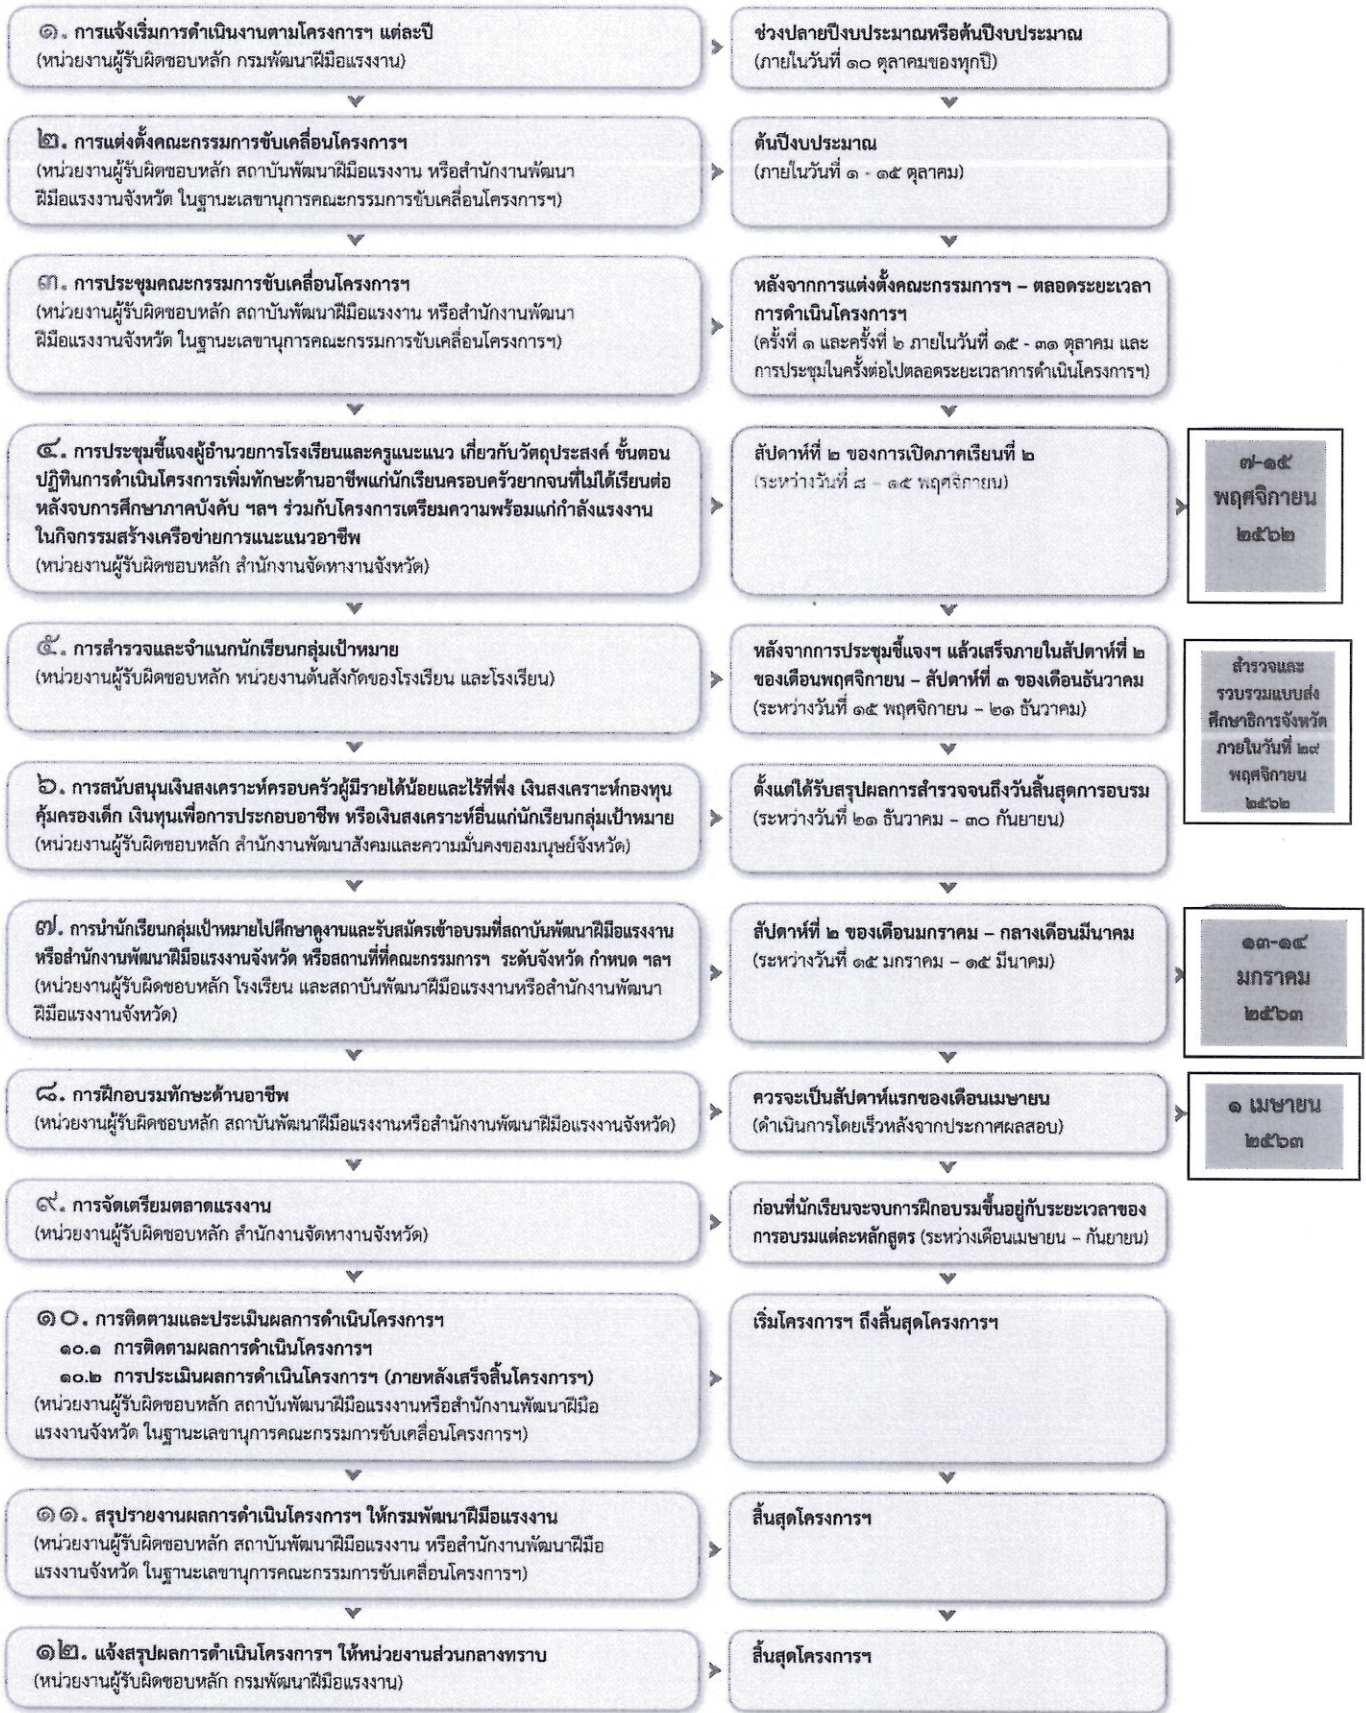 ๑. การแจ้งเริ่มการดำเนินงานตามโครงการฯ แต่ละปี
(หน่วยงานผู้รับผิดชอบหลัก กรมพัฒนาฝีมือแรงงาน)
ช่วงปลายปีงบประมาณหรือต้นปีงบประมาณ
(ภายในวันที่ ๑๐ ตุลาคมของทุกปี)
๒. การแต่งตั้งคณะกรรมการขับเคลื่อนโครงการฯ
(หน่วยงานผู้รับผิดชอบหลัก สถาบันพัฒนาฝีมือแรงงาน หรือสำนักงานพัฒนา
ฝีมือแรงงานจังหวัด ในฐานะเลขานุการคณะกรรมการขับเคลื่อนโครงการฯ)
ต้นปีงบประมาณ
(ภายในวันที่ ๑ - ๑๕ ตุลาคม)
๓. การประชุมคณะกรรมการขับเคลื่อนโครงการฯ
(หน่วยงานผู้รับผิดชอบหลัก สถาบันพัฒนาฝีมือแรงงาน หรือสำนักงานพัฒนา
ฝีมือแรงงานจังหวัด ในฐานะเลขานุการคณะกรรมการขับเคลื่อนโครงการฯ)
หลังจากการแต่งตั้งคณะกรรมการฯ – ตลอดระยะเวลา
การดำเนินโครงการฯ
(ครั้งที่ ๑ และครั้งที่ ๒ ภายในวันที่ ๑๕ - ๓๑ ตุลาคม และ
การประชุมในครั้งต่อไปตลอดระยะเวลาการดำเนินโครงการฯ)
๔. การประชุมชี้แจงผู้อำนวยการโรงเรียนและครูแนะแนว เกี่ยวกับวัตถุประสงค์ ขั้นตอน
ปฏิทินการดำเนินโครงการเพิ่มทักษะด้านอาชีพแก่นักเรียนครอบครัวยากจนที่ไม่ได้เรียนต่อ
หลังจบการศึกษาภาคบังคับ ฯลฯ ร่วมกับโครงการเตรียมความพร้อมแก่กำลังแรงงาน
ในกิจกรรมสร้างเครือข่ายการแนะแนวอาชีพ
(หน่วยงานผู้รับผิดชอบหลัก สำนักงานจัดหางานจังหวัด)
สัปดาห์ที่ ๒ ของการเปิดภาคเรียนที่ ๒
(ระหว่างวันที่ ๘ – ๑๕ พฤศจิกายน)
๗-๑๕
พฤศจิกายน
๒๕๖๒
๕. การสำรวจและจำแนกนักเรียนกลุ่มเป้าหมาย
(หน่วยงานผู้รับผิดชอบหลัก หน่วยงานต้นสังกัดของโรงเรียน และโรงเรียน)
หลังจากการประชุมชี้แจงฯ แล้วเสร็จภายในสัปดาห์ที่ ๒
ของเดือนพฤศจิกายน – สัปดาห์ที่ ๓ ของเดือนธันวาคม
(ระหว่างวันที่ ๑๕ พฤศจิกายน – ๒๑ ธันวาคม)
สำรวจและ
รวบรวมแบบส่ง
ศึกษาธิการจังหวัด
ภายในวันที่ ๒๙
พฤศจิกายน
๒๕๖๒
๖. การสนับสนุนเงินสงเคราะห์ครอบครัวผู้มีรายได้น้อยและไร้ที่พึ่ง เงินสงเคราะห์กองทุน
คุ้มครองเด็ก เงินทุนเพื่อการประกอบอาชีพ หรือเงินสงเคราะห์อื่นแก่นักเรียนกลุ่มเป้าหมาย
(หน่วยงานผู้รับผิดชอบหลัก สำนักงานพัฒนาสังคมและความมั่นคงของมนุษย์จังหวัด)
ตั้งแต่ได้รับสรุปผลการสำรวจจนถึงวันสิ้นสุดการอบรม
(ระหว่างวันที่ ๒๑ ธันวาคม – ๓๐ กันยายน)
๗. การนำนักเรียนกลุ่มเป้าหมายไปศึกษาดูงานและรับสมัครเข้าอบรมที่สถาบันพัฒนาฝีมือแรงงาน
หรือสำนักงานพัฒนาฝีมือแรงงานจังหวัด หรือสถานที่ที่คณะกรรมการฯ ระดับจังหวัด กำหนด ฯลฯ
(หน่วยงานผู้รับผิดชอบหลัก โรงเรียน และสถาบันพัฒนาฝีมือแรงงานหรือสำนักงานพัฒนา
ฝีมือแรงงานจังหวัด)
สัปดาห์ที่ ๒ ของเดือนมกราคม – กลางเดือนมีนาคม
(ระหว่างวันที่ ๑๕ มกราคม – ๑๕ มีนาคม)
๑๓-๑๔
มกราคม
๒๕๖๓
๘. การฝึกอบรมทักษะด้านอาชีพ
(หน่วยงานผู้รับผิดชอบหลัก สถาบันพัฒนาฝีมือแรงงานหรือสำนักงานพัฒนาฝีมือแรงงานจังหวัด)
ควรจะเป็นสัปดาห์แรกของเดือนเมษายน
(ดำเนินการโดยเร็วหลังจากประกาศผลสอบ)
๑ เมษายน
๒๕๖๓
๙. การจัดเตรียมตลาดแรงงาน
(หน่วยงานผู้รับผิดชอบหลัก สำนักงานจัดหางานจังหวัด)
ก่อนที่นักเรียนจะจบการฝึกอบรมขึ้นอยู่กับระยะเวลาของ
การอบรมแต่ละหลักสูตร (ระหว่างเดือนเมษายน – กันยายน)
๑๐. การติดตามและประเมินผลการดำเนินโครงการฯ
๑๐.๑ การติดตามผลการดำเนินโครงการฯ
๑๐.๒ การประเมินผลการดำเนินโครงการฯ (ภายหลังเสร็จสิ้นโครงการฯ)
(หน่วยงานผู้รับผิดชอบหลัก สถาบันพัฒนาฝีมือแรงงานหรือสำนักงานพัฒนาฝีมือ
แรงงานจังหวัด ในฐานะเลขานุการคณะกรรมการขับเคลื่อนโครงการฯ)
เริ่มโครงการฯ ถึงสิ้นสุดโครงการฯ
๑๑. สรุปรายงานผลการดำเนินโครงการฯ ให้กรมพัฒนาฝีมือแรงงาน
(หน่วยงานผู้รับผิดชอบหลัก สถาบันพัฒนาฝีมือแรงงาน หรือสำนักงานพัฒนาฝีมือ
แรงงานจังหวัด ในฐานะเลขานุการคณะกรรมการขับเคลื่อนโครงการฯ)
สิ้นสุดโครงการฯ
๑๒. แจ้งสรุปผลการดำเนินโครงการฯ ให้หน่วยงานส่วนกลางทราบ
(หน่วยงานผู้รับผิดชอบหลัก กรมพัฒนาฝีมือแรงงาน)
สิ้นสุดโครงการฯ